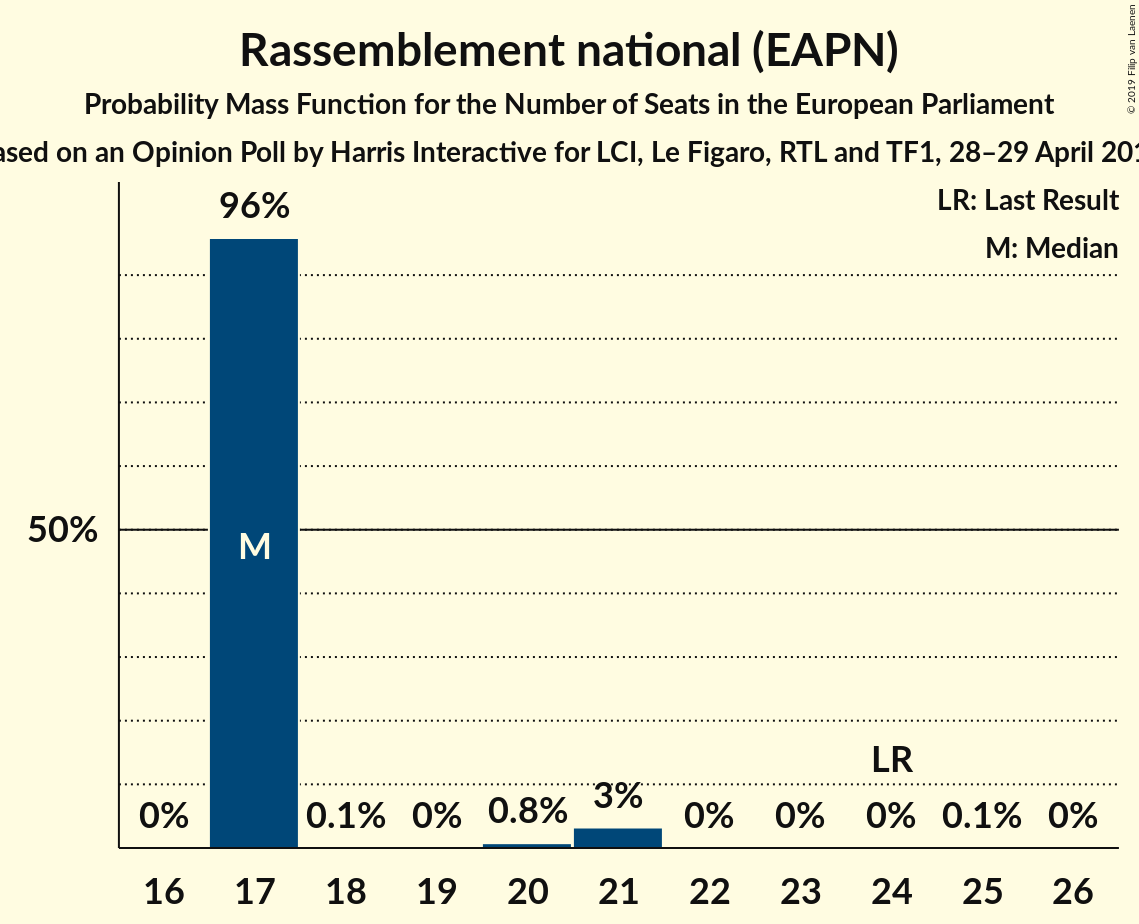 Rassemblement national (EAPN)
Probability Mass Function for the Number of Seats in the European Parliament
ased on an Opinion Poll by Harris Interactive for LCI, Le Figaro, RTL and TF1, 28–29 April 201
© 2019 Filip van Laenen
LR: Last Result
M: Median
96%
50%
M
LR
0% 0.1% 0% 0.8% 3% 0% 0% 0% 0.1% 0%
16 17 18 19 20 21 22 23 24 25 26